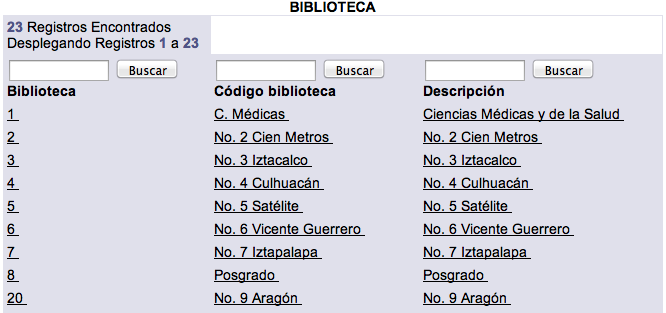 BIBLIOTECA
23 Registros Encontrados
Desplegando Registros 1 a 23
Buscar Buscar Buscar
Biblioteca Código biblioteca Descripción
1 C. Médicas Ciencias Médicas y de la Salud
2 No. 2 Cien Metros No. 2 Cien Metros
3 No. 3 Iztacalco No. 3 Iztacalco
4 No. 4 Culhuacán No. 4 Culhuacán
5 No. 5 Satélite No. 5 Satélite
6 No. 6 Vicente Guerrero No. 6 Vicente Guerrero
7 No. 7 Iztapalapa No. 7 Iztapalapa
8 Posgrado Posgrado
20 No. 9 Aragón No. 9 Aragón